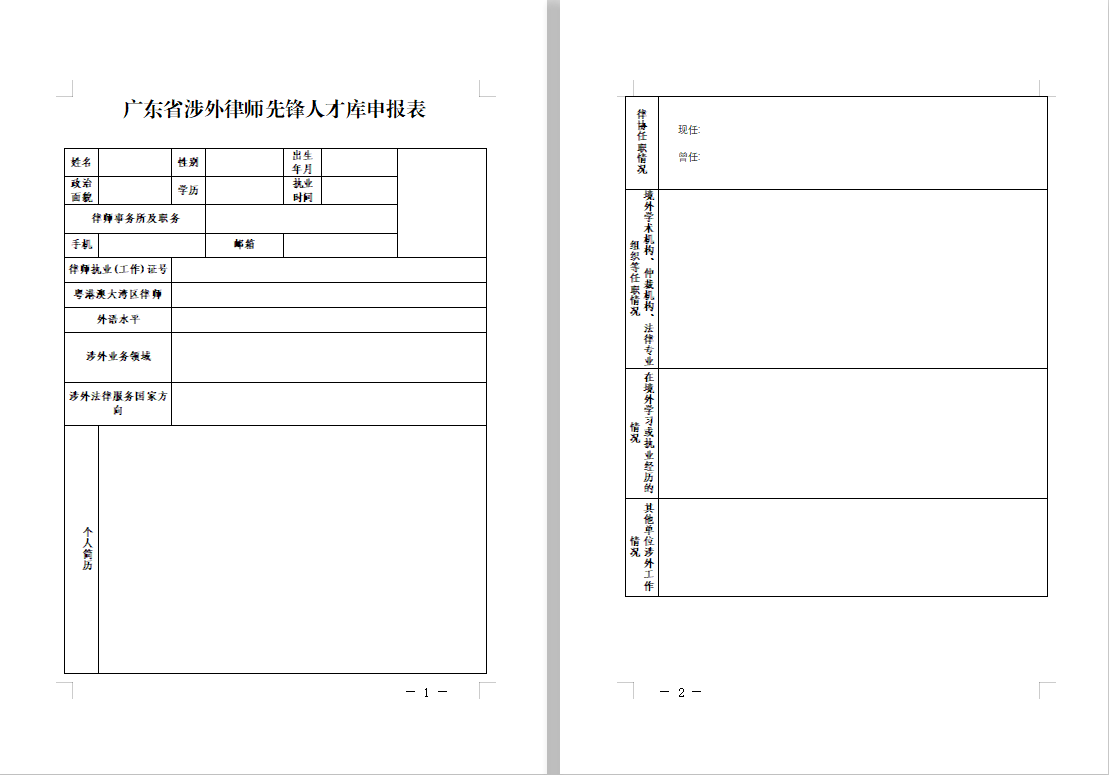 广东省涉外律师先锋人才库申报表
姓名
性别
出生
年月
政治
面貌
学历
执业
时间
律师事务所及职务
手机
邮箱
律师执业(工作)证号
粤港澳大湾区律师
外语水平
涉外业务领域
涉外法律服务国家方
向
个人简历
— 1 —
律协任职情况
现任:
曾任:
境外学术机构、仲裁机构、法律专业
组织等任职情况
在境外学习或执业经历的
情况
其他单位涉外工作
情况
— 2 —